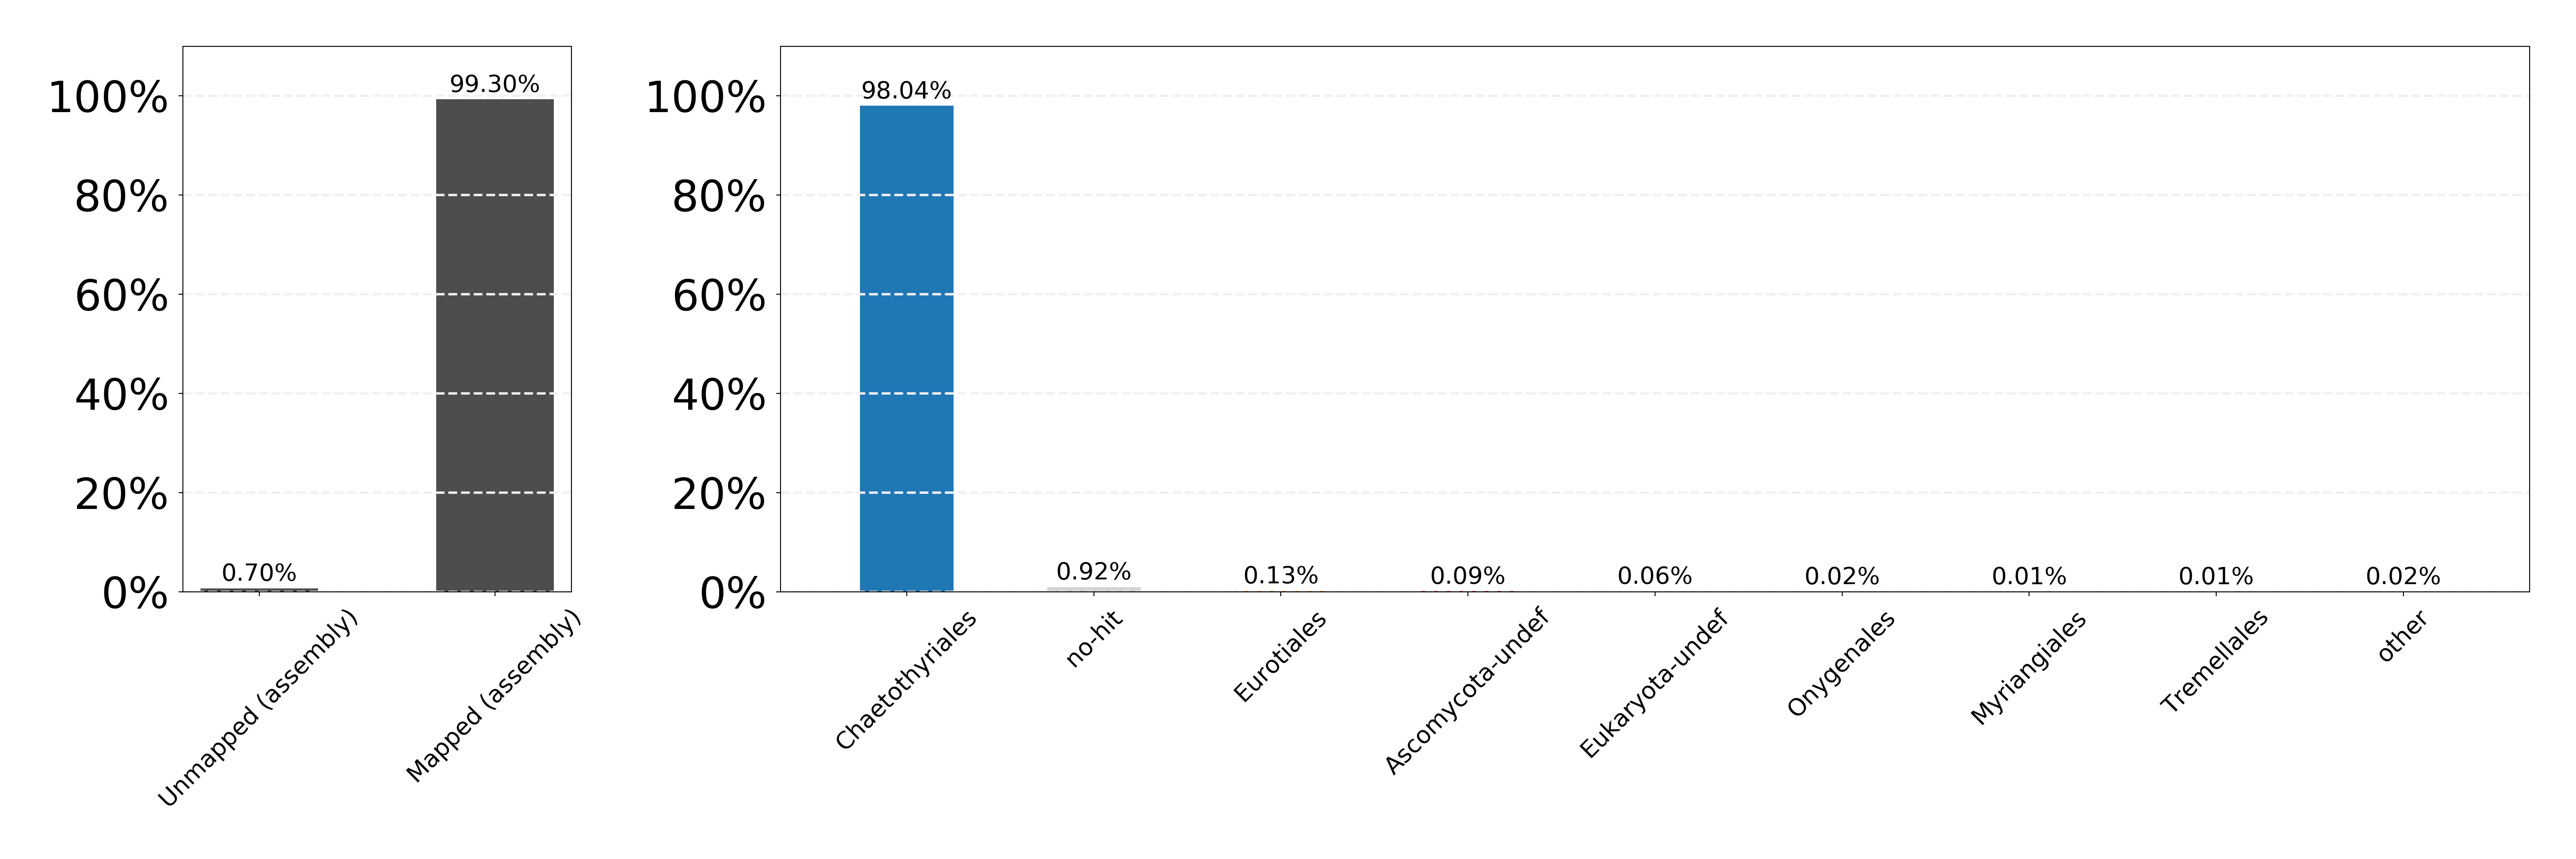 100%
80%
60%
40%
20%
0%
0.70%
99.30%
Unmapped (assembly)
Mapped (assembly)
100%
80%
60%
40%
20%
0%
98.04%
0.92%
0.13%
0.09%
0.06%
0.02%
0.01%
0.01%
0.02%
Chaetothyriales
no-hit
Eurotiales
Ascomycota-undef
Eukaryota-undef
Onygenales
Myriangiales
Tremellales
other